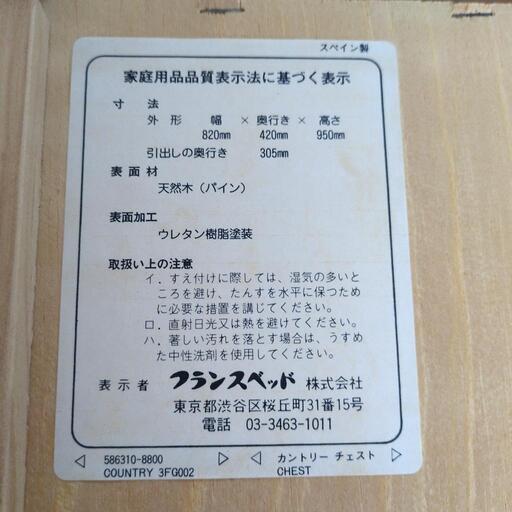 スペイン製
家庭用品品質表示法に基づく表示
寸法
外形 幅 × 奥行き × 高さ
820mm 420mm 950mm
引出しの奥行き 305mm
表面材
天然木（パイン）
表面加工
ウレタン樹脂塗装
取扱い上の注意
イ．すえ付けに際しては、湿気の多いと
ころを避け、たんすを水平に保つため
に必要な措置を講じてください。
ロ．直射日光又は熱を避けてください。
ハ．著しい汚れを落とす場合は、うすめ
た中性洗剤を使用してください。
表示者 フランスベッド 株式会社
東京都渋谷区桜丘町31番15号
電話 03-3463-1011
◁ 586310-8800 ▷ ◁ カントリー チェスト ▷
COUNTRY 3FG002 CHEST